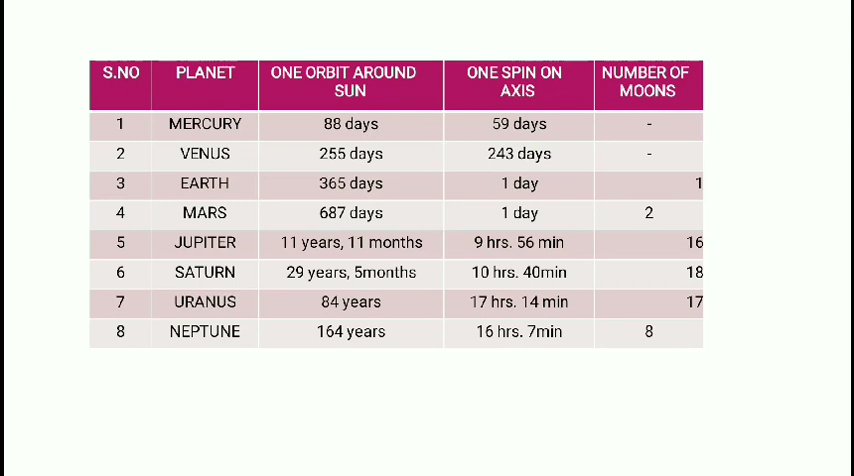 S.NO PLANET ONE ORBIT AROUND SUN ONE SPIN ON AXIS NUMBER OF MOONS
1 MERCURY 88 days 59 days -
2 VENUS 255 days 243 days -
3 EARTH 365 days 1 day 1
4 MARS 687 days 1 day 2
5 JUPITER 11 years, 11 months 9 hrs. 56 min 16
6 SATURN 29 years, 5months 10 hrs. 40min 18
7 URANUS 84 years 17 hrs. 14 min 17
8 NEPTUNE 164 years 16 hrs. 7min 8